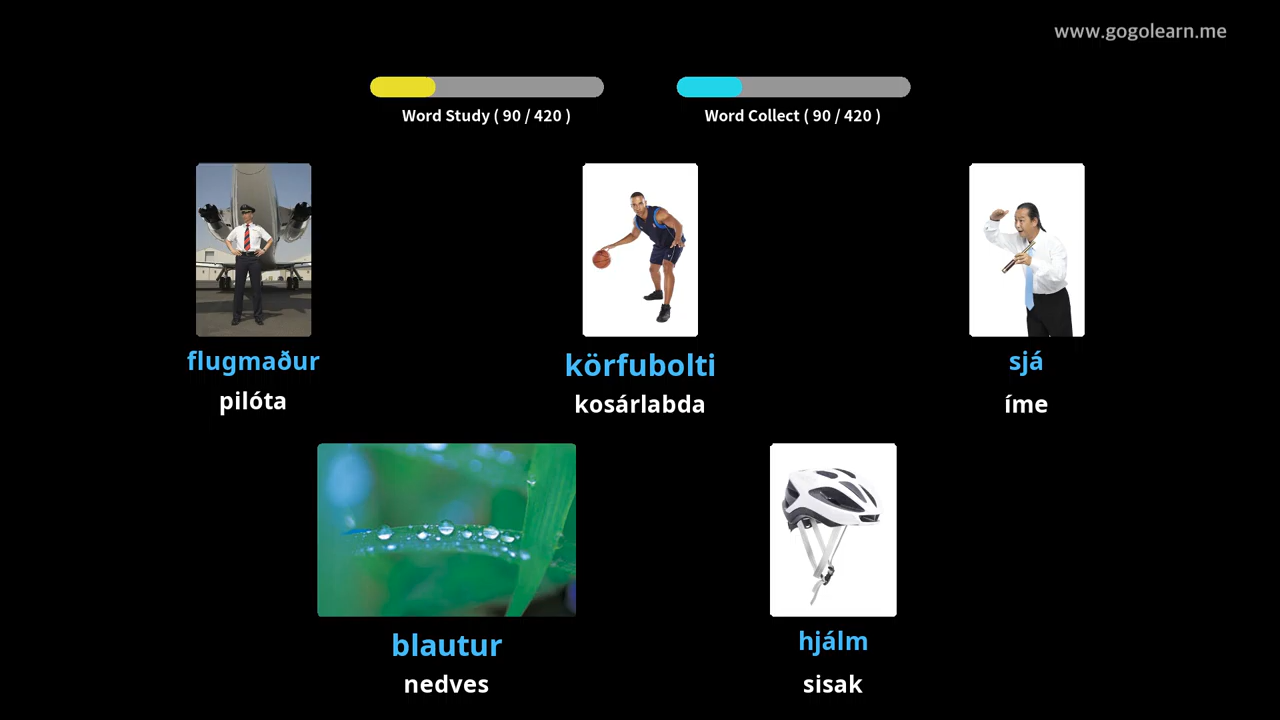 www.gogolearn.me
Word Study ( 90 / 420 )
Word Collect ( 90 / 420 )
flugmaður
pilóta
körfubolti
kosárlabda
sjá
íme
blautur
nedves
hjálm
sisak